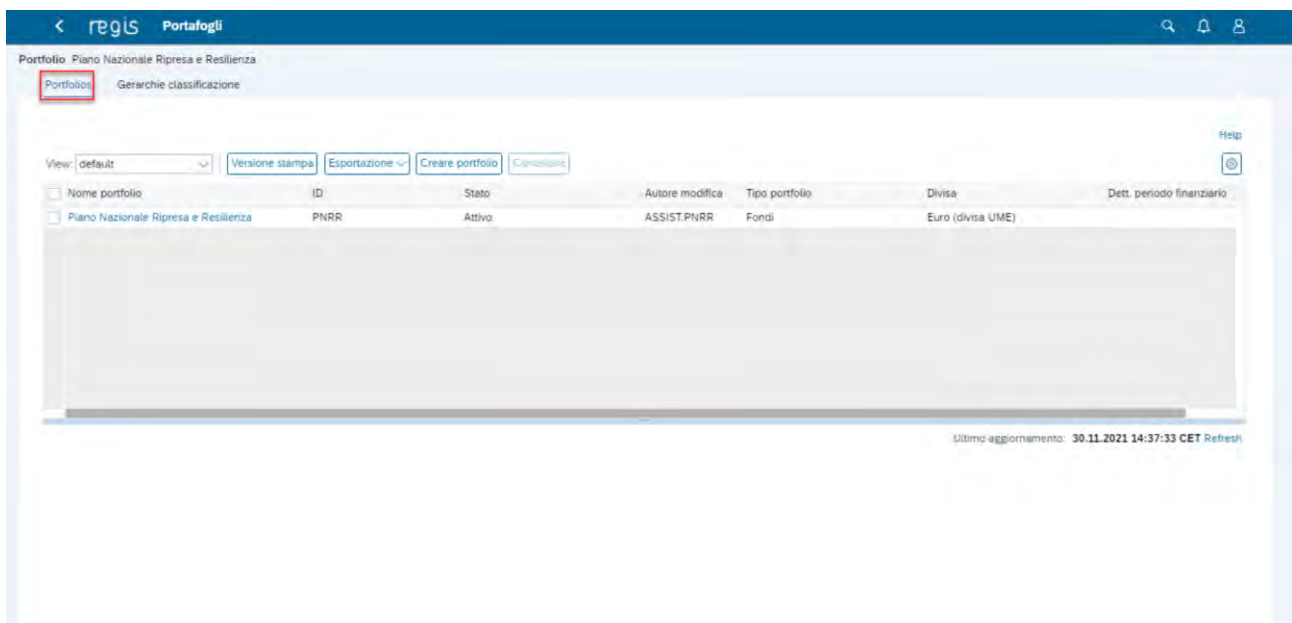 regis Portafogli
Portfolio Piano Nazionale Ripresa e Resilienza
Portfolios Gerarchie classificazione
Help
View: default Versione stampa Esportazione Creare portfolio
Nome portfolio ID Stato Autore modifica Tipo portfolio Divisa Dett. periodo finanziario
Piano Nazionale Ripresa e Resilienza PNRR Attivo ASSIST.PNRR Fondi Euro (divisa UME)
Ultimo aggiornamento: 30.11.2021 14:37:33 CET Refresh